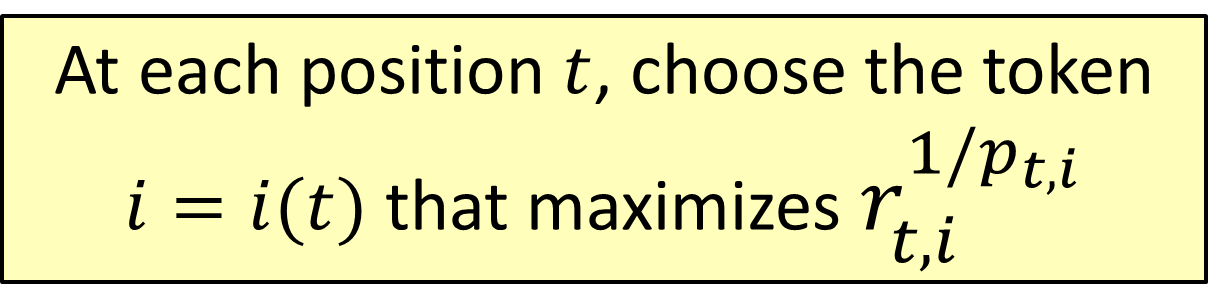 At each position t, choose the token
i = i(t) that maximizes r_{t,i}^{1/p_{t,i}}